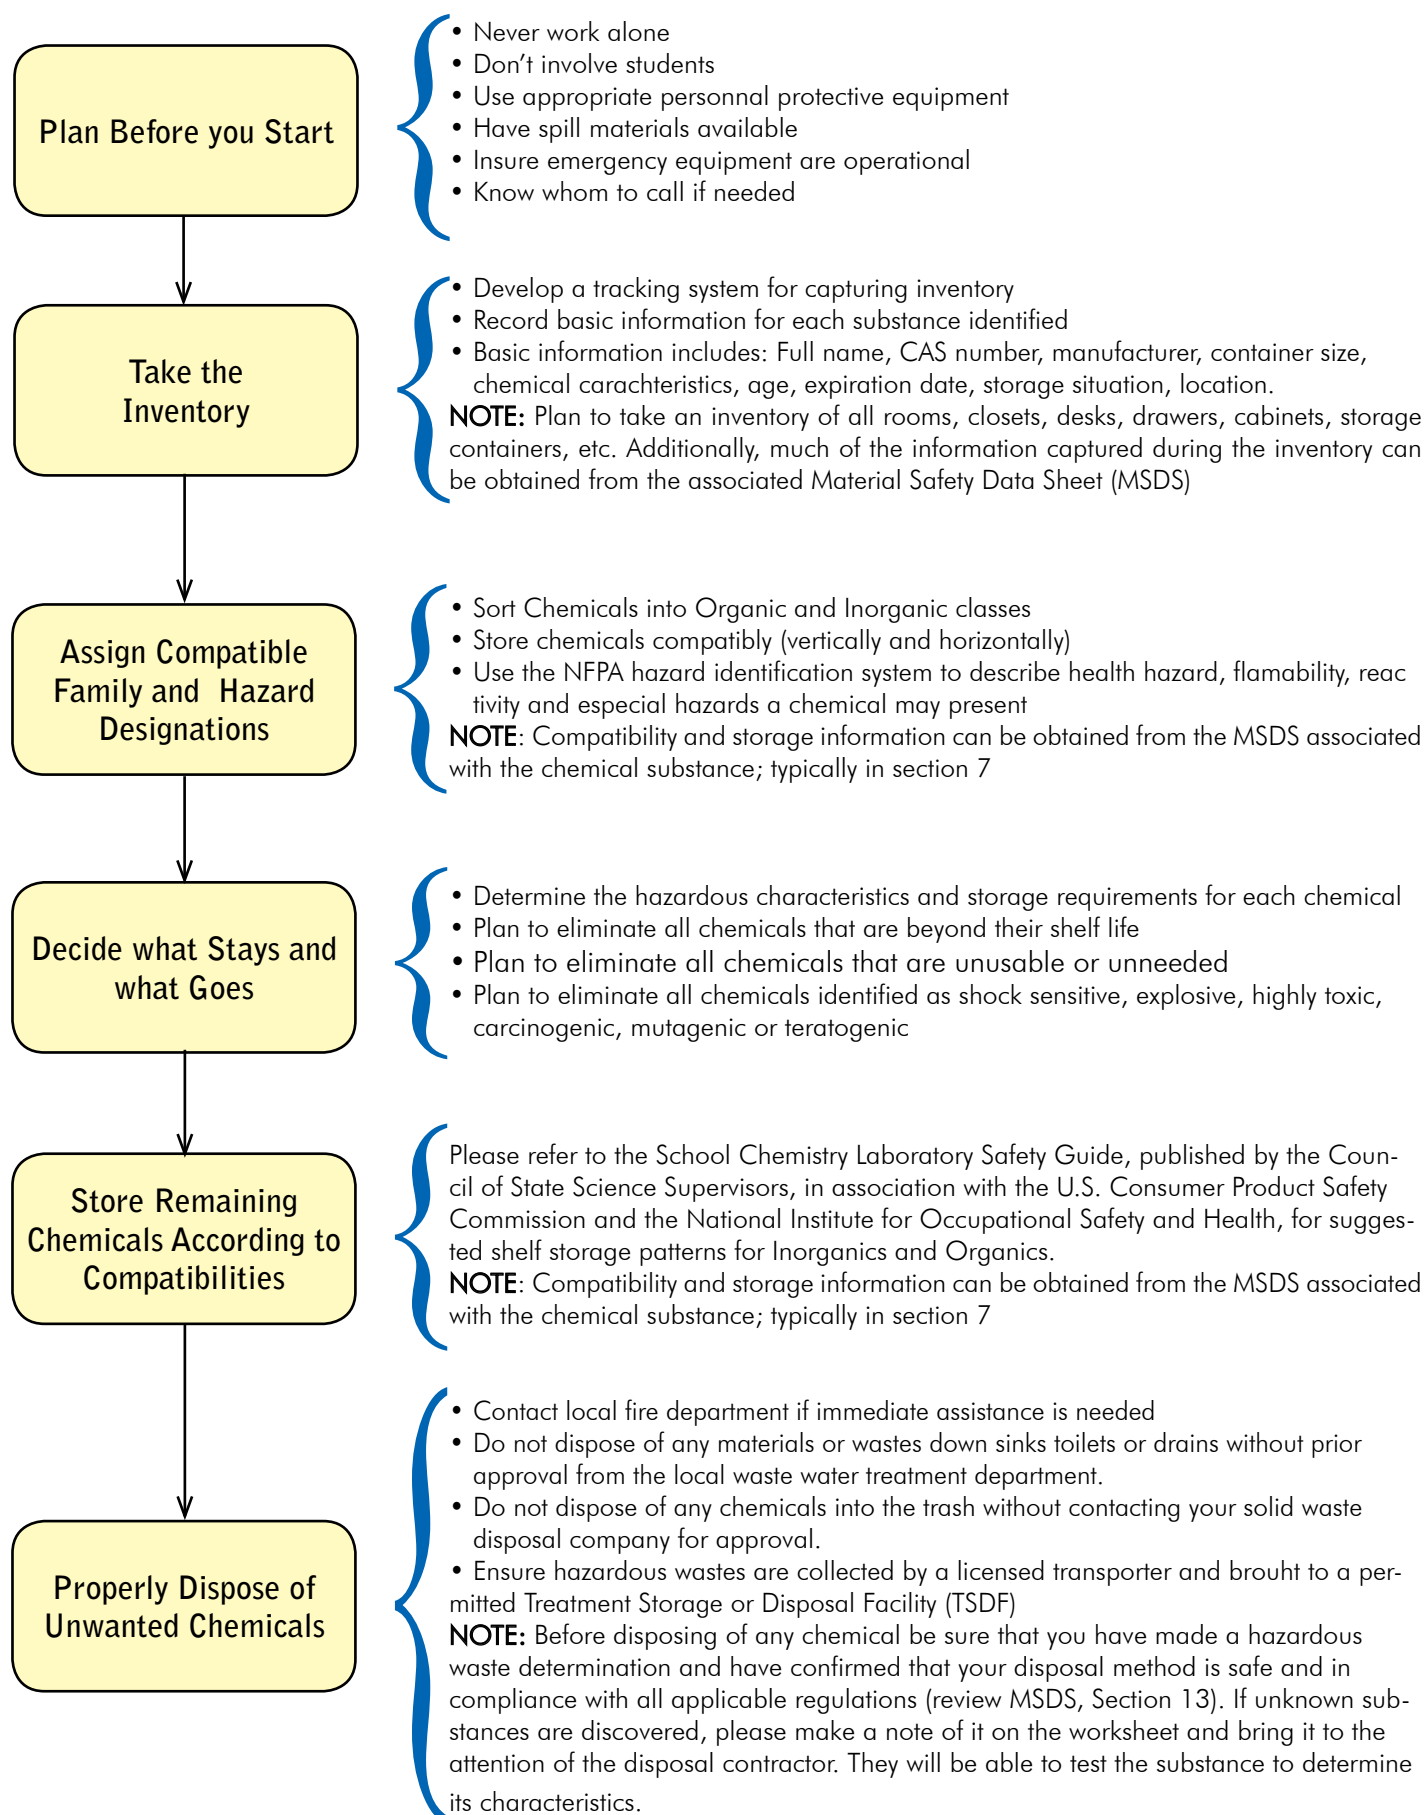 Plan Before you Start
• Never work alone
• Don't involve students
• Use appropriate personnal protective equipment
• Have spill materials available
• Insure emergency equipment are operational
• Know whom to call if needed
Take the
Inventory
• Develop a tracking system for capturing inventory
• Record basic information for each substance identified
• Basic information includes: Full name, CAS number, manufacturer, container size,
chemical carachteristics, age, expiration date, storage situation, location.
NOTE: Plan to take an inventory of all rooms, closets, desks, drawers, cabinets, storage
containers, etc. Additionally, much of the information captured during the inventory can
be obtained from the associated Material Safety Data Sheet (MSDS)
Assign Compatible
Family and Hazard
Designations
• Sort Chemicals into Organic and Inorganic classes
• Store chemicals compatibly (vertically and horizontally)
• Use the NFPA hazard identification system to describe health hazard, flamability, reac
tivity and especial hazards a chemical may present
NOTE: Compatibility and storage information can be obtained from the MSDS associated
with the chemical substance; typically in section 7
Decide what Stays and
what Goes
• Determine the hazardous characteristics and storage requirements for each chemical
• Plan to eliminate all chemicals that are beyond their shelf life
• Plan to eliminate all chemicals that are unusable or unneeded
• Plan to eliminate all chemicals identified as shock sensitive, explosive, highly toxic,
carcinogenic, mutagenic or teratogenic
Store Remaining
Chemicals According to
Compatibilities
Please refer to the School Chemistry Laboratory Safety Guide, published by the Coun-
cil of State Science Supervisors, in association with the U.S. Consumer Product Safety
Commission and the National Institute for Occupational Safety and Health, for sugges-
ted shelf storage patterns for Inorganics and Organics.
NOTE: Compatibility and storage information can be obtained from the MSDS associated
with the chemical substance; typically in section 7
Properly Dispose of
Unwanted Chemicals
• Contact local fire department if immediate assistance is needed
• Do not dispose of any materials or wastes down sinks toilets or drains without prior
approval from the local waste water treatment department.
• Do not dispose of any chemicals into the trash without contacting your solid waste
disposal company for approval.
• Ensure hazardous wastes are collected by a licensed transporter and brouht to a per-
mitted Treatment Storage or Disposal Facility (TSDF)
NOTE: Before disposing of any chemical be sure that you have made a hazardous
waste determination and have confirmed that your disposal method is safe and in
compliance with all applicable regulations (review MSDS, Section 13). If unknown sub-
stances are discovered, please make a note of it on the worksheet and bring it to the
attention of the disposal contractor. They will be able to test the substance to determine
its characteristics.